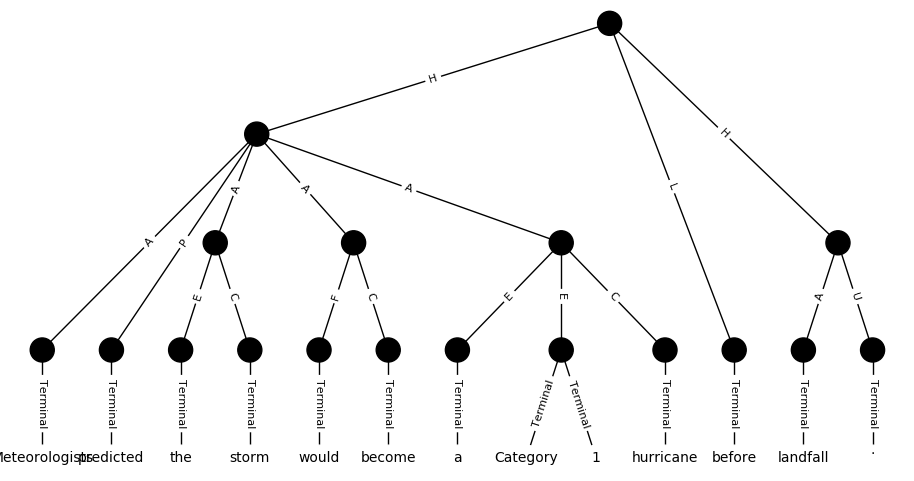 H
H
L
A
P
A
A
A
A
U
E
C
F
C
E
E
C
Terminal Terminal Terminal Terminal Terminal Terminal Terminal Terminal Terminal Terminal Terminal Terminal Terminal
Meteorologists predicted the storm would become a Category 1 hurricane before landfall .